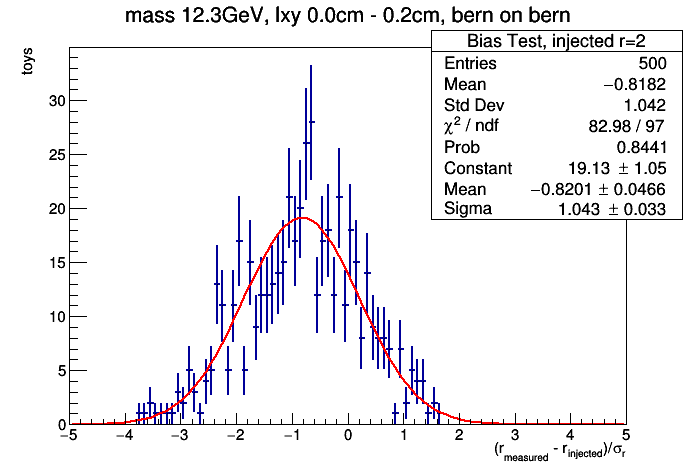 mass 12.3GeV, lxy 0.0cm - 0.2cm, bern on bern
Bias Test, injected r=2
Entries 500
Mean −0.8182
Std Dev 1.042
χ² / ndf 82.98 / 97
Prob 0.8441
Constant 19.13 ± 1.05
Mean −0.8201 ± 0.0466
Sigma 1.043 ± 0.033
toys
30
25
20
15
10
5
0
−5 −4 −3 −2 −1 0 1 2 3 4 5
(r_measured - r_injected)/σ_r